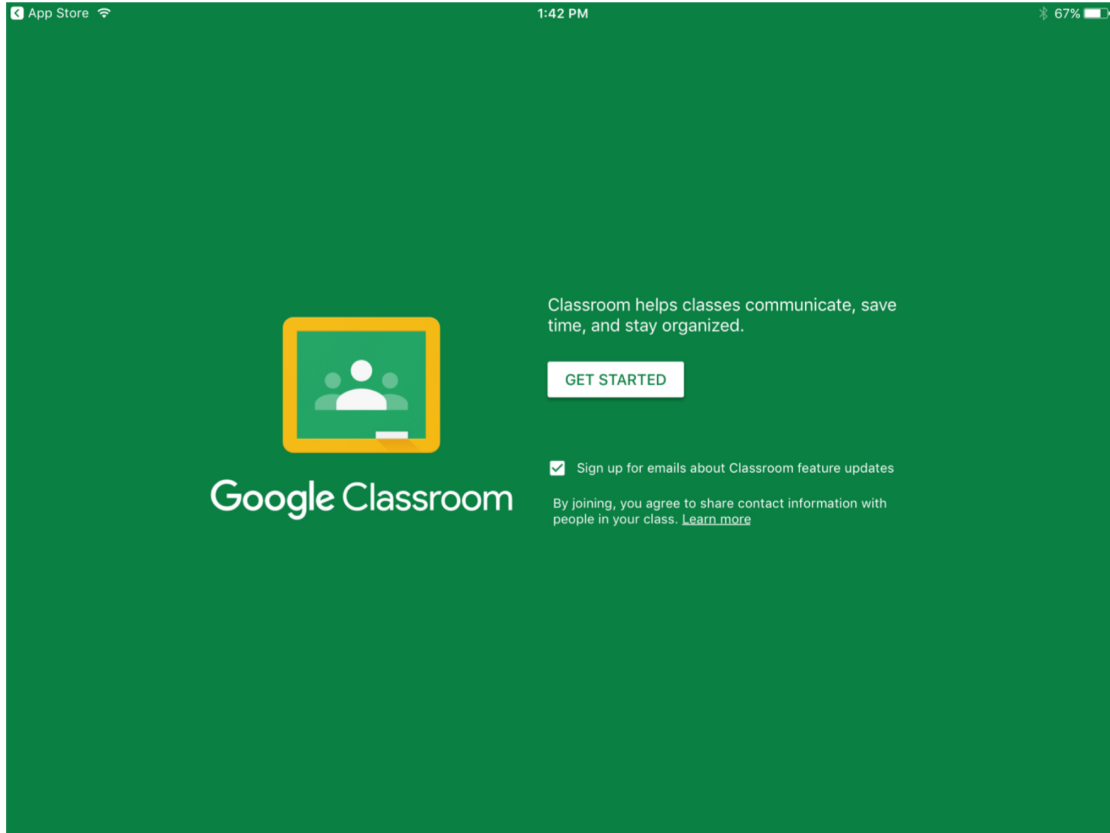 App Store
1:42 PM
67%
Classroom helps classes communicate, save
time, and stay organized.
GET STARTED
Google Classroom
Sign up for emails about Classroom feature updates
By joining, you agree to share contact information with
people in your class. Learn more